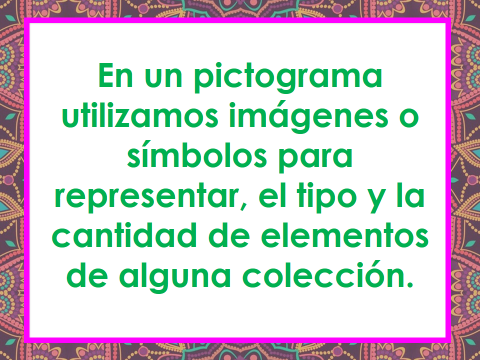 En un pictograma
utilizamos imágenes o
símbolos para
representar, el tipo y la
cantidad de elementos
de alguna colección.